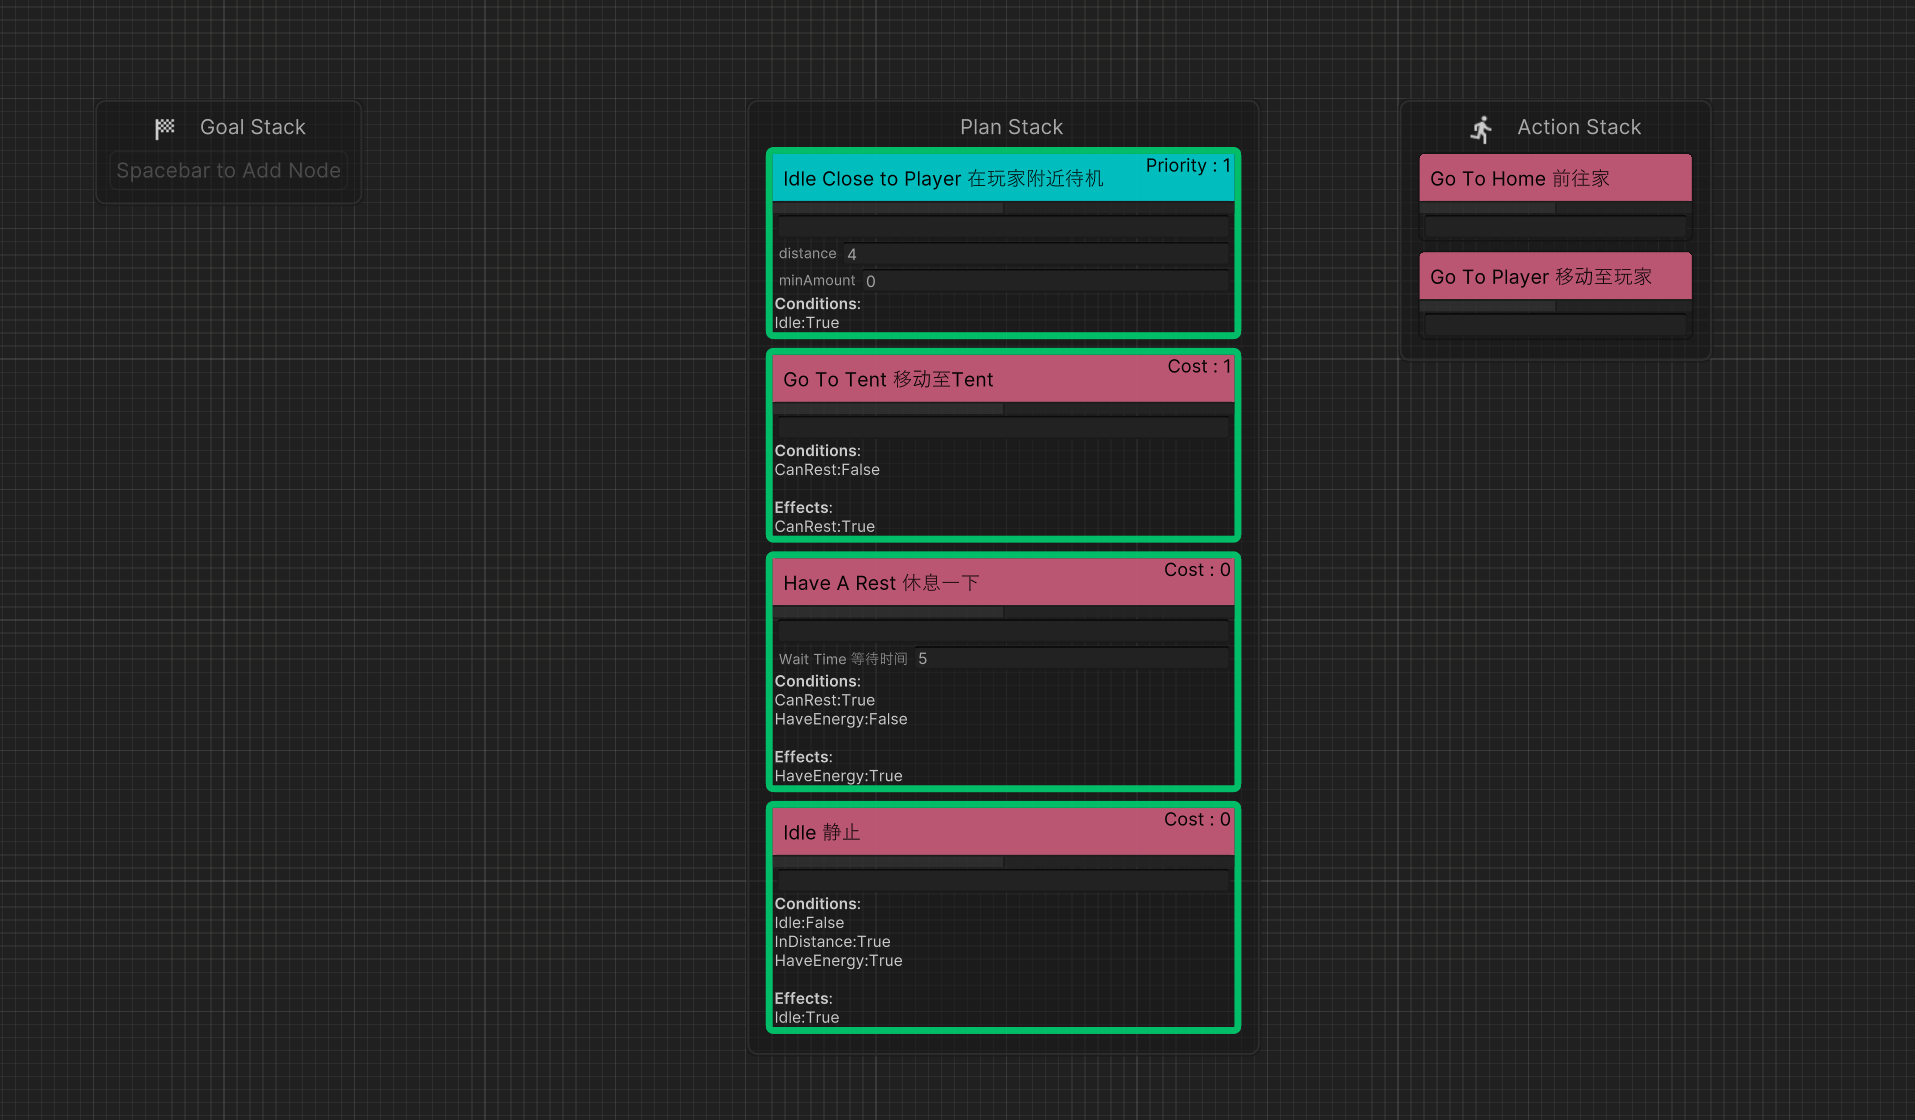 Goal Stack
Spacebar to Add Node
Plan Stack
Idle Close to Player 在玩家附近待机
Priority : 1
distance 4
minAmount 0
Conditions:
Idle:True
Go To Tent 移动至Tent
Cost : 1
Conditions:
CanRest:False
Effects:
CanRest:True
Have A Rest 休息一下
Cost : 0
Wait Time 等待时间 5
Conditions:
CanRest:True
HaveEnergy:False
Effects:
HaveEnergy:True
Idle 静止
Cost : 0
Conditions:
Idle:False
InDistance:True
HaveEnergy:True
Effects:
Idle:True
Action Stack
Go To Home 前往家
Go To Player 移动至玩家